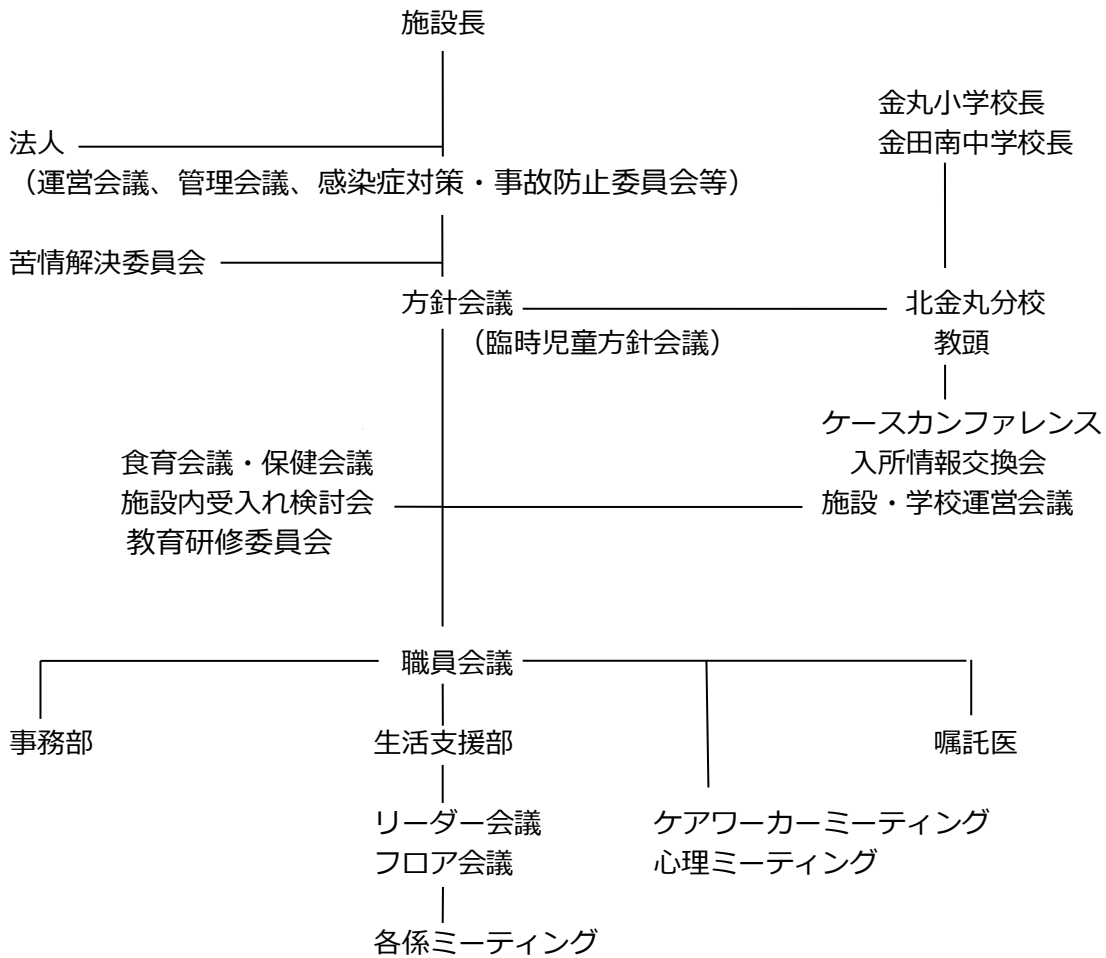 施設長
金丸小学校長
金田南中学校長
法人
（運営会議、管理会議、感染症対策・事故防止委員会等）
苦情解決委員会
方針会議
（臨時児童方針会議）
北金丸分校
教頭
ケースカンファレンス
入所情報交換会
施設・学校運営会議
食育会議・保健会議
施設内受入れ検討会
教育研修委員会
職員会議
事務部
生活支援部
嘱託医
リーダー会議
フロア会議
ケアワーカーミーティング
心理ミーティング
各係ミーティング